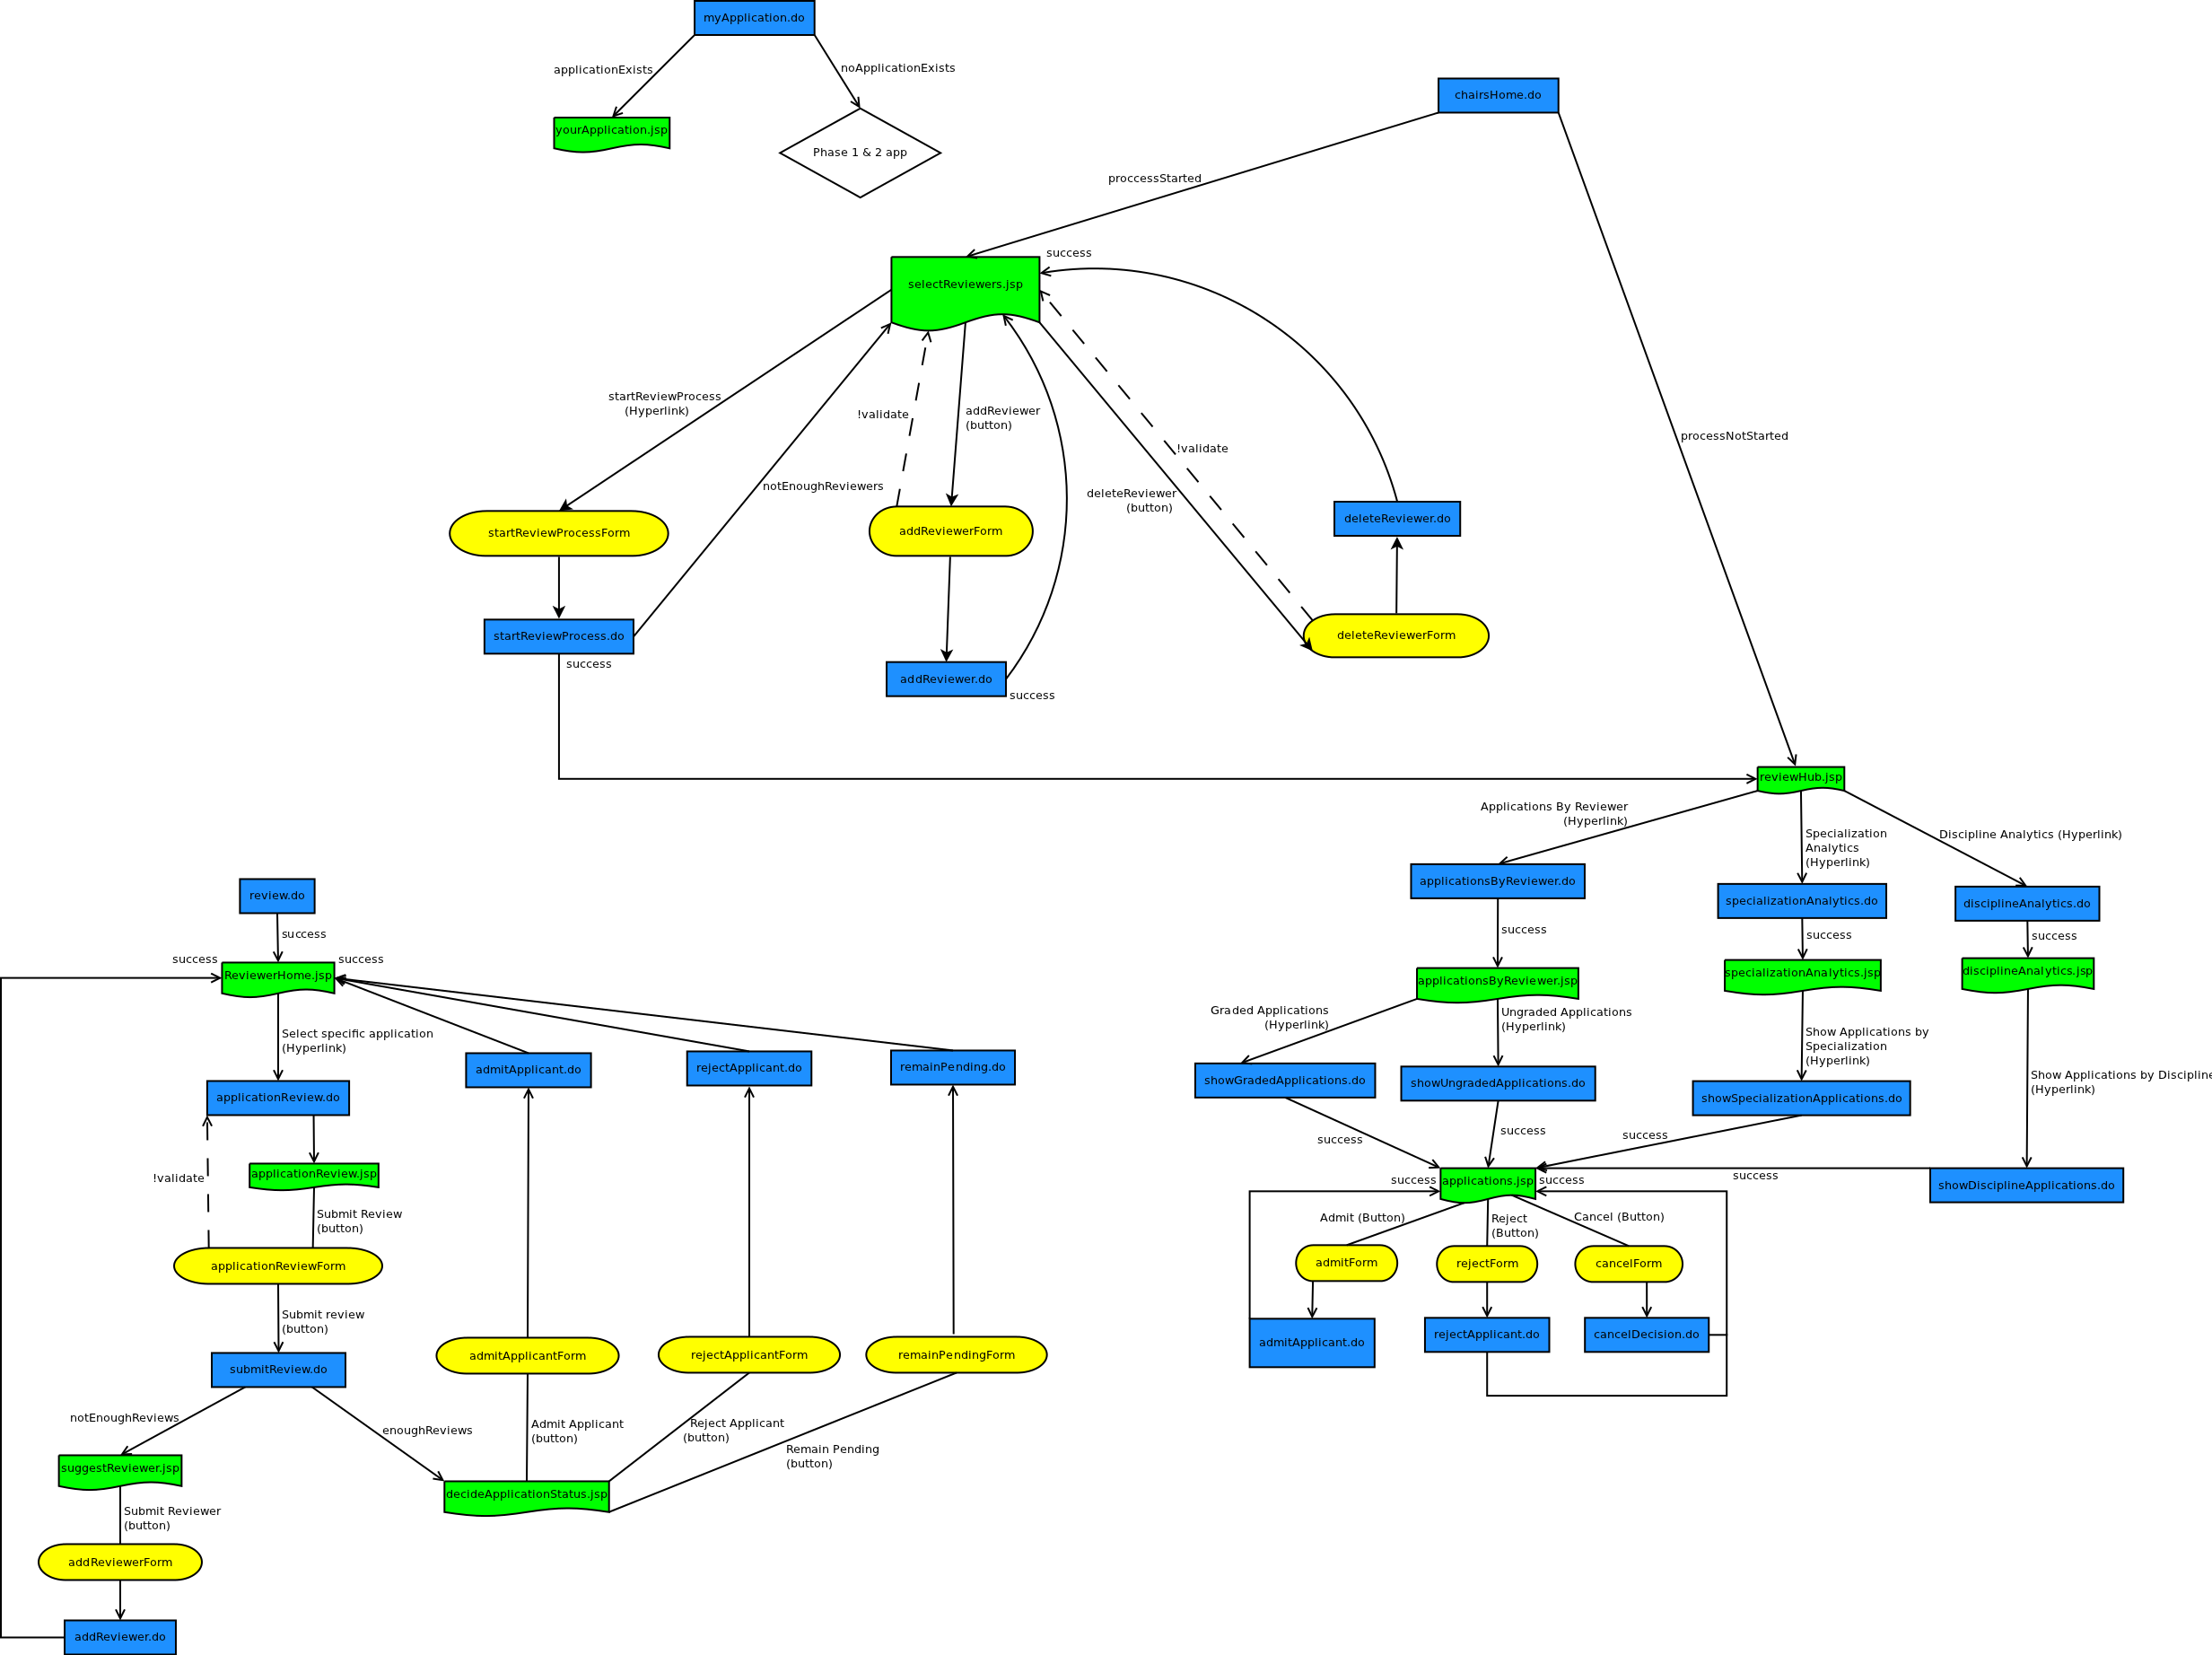 myApplication.do
applicationExists
noApplicationExists
yourApplication.jsp
Phase 1 & 2 app
chairsHome.do
proccessStarted
processNotStarted
success
selectReviewers.jsp
startReviewProcess
(Hyperlink)
!validate
addReviewer
(button)
!validate
notEnoughReviewers
deleteReviewer
(button)
startReviewProcessForm
addReviewerForm
deleteReviewer.do
startReviewProcess.do
success
addReviewer.do
success
deleteReviewerForm
reviewHub.jsp
Applications By Reviewer
(Hyperlink)
Specialization
Analytics
(Hyperlink)
Discipline Analytics (Hyperlink)
applicationsByReviewer.do
specializationAnalytics.do
disciplineAnalytics.do
success
success
success
applicationsByReviewer.jsp
specializationAnalytics.jsp
disciplineAnalytics.jsp
Graded Applications
(Hyperlink)
Ungraded Applications
(Hyperlink)
Show Applications by
Specialization
(Hyperlink)
Show Applications by Discipline
(Hyperlink)
showGradedApplications.do
showUngradedApplications.do
showSpecializationApplications.do
showDisciplineApplications.do
success
success
success
success
success
applications.jsp
success
Admit (Button)
Reject
(Button)
Cancel (Button)
admitForm
rejectForm
cancelForm
admitApplicant.do
rejectApplicant.do
cancelDecision.do
review.do
success
success
success
ReviewerHome.jsp
Select specific application
(Hyperlink)
applicationReview.do
admitApplicant.do
rejectApplicant.do
remainPending.do
!validate
applicationReview.jsp
Submit Review
(button)
applicationReviewForm
Submit review
(button)
submitReview.do
admitApplicantForm
rejectApplicantForm
remainPendingForm
notEnoughReviews
enoughReviews
Admit Applicant
(button)
Reject Applicant
(button)
Remain Pending
(button)
suggestReviewer.jsp
decideApplicationStatus.jsp
Submit Reviewer
(button)
addReviewerForm
addReviewer.do